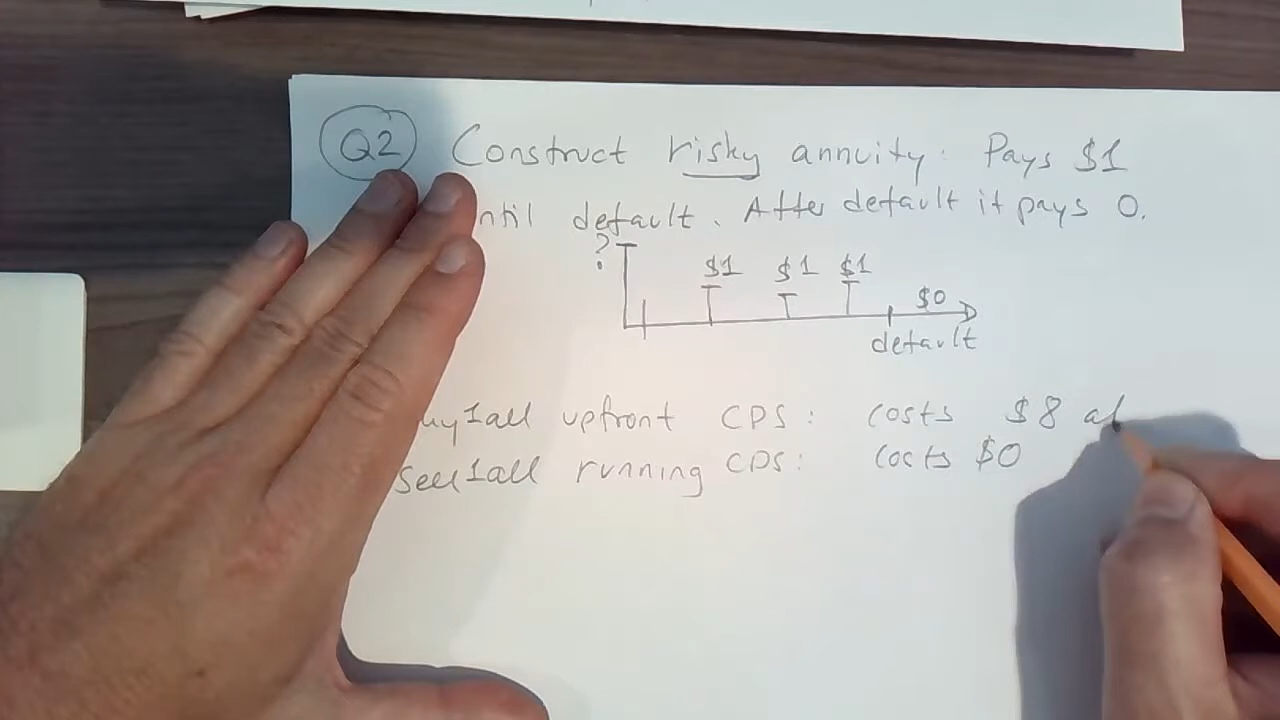 Q2 Construct risky annuity: Pays $1
ntil default. After default it pays 0.
?
$1 $1 $1 $0
default
uy 1 all upfront CDS: costs $8 at
Sell 1 all running CDS: costs $0